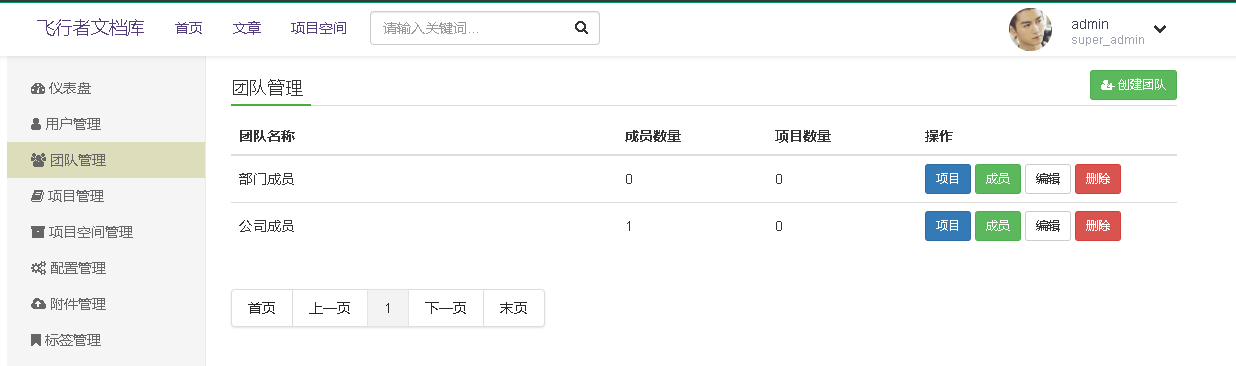 飞行者文档库 首页 文章 项目空间 请输入关键词... admin
super_admin
仪表盘
用户管理
团队管理
项目管理
项目空间管理
配置管理
附件管理
标签管理
团队管理 创建团队
团队名称 成员数量 项目数量 操作
部门成员 0 0 项目 成员 编辑 删除
公司成员 1 0 项目 成员 编辑 删除
首页 上一页 1 下一页 末页